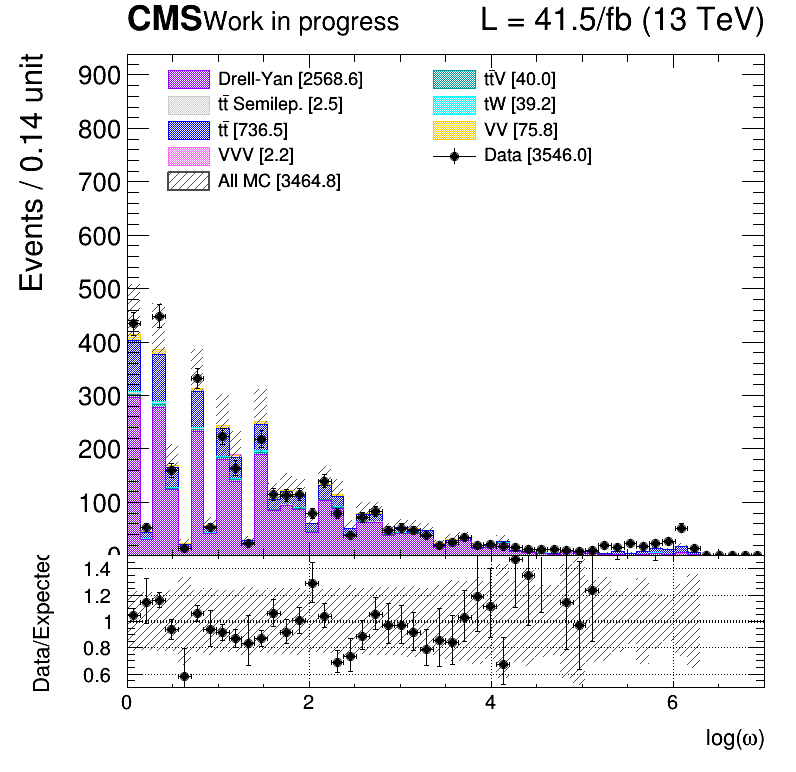 CMS Work in progress L = 41.5/fb (13 TeV)
Events / 0.14 unit
900
800
700
600
500
400
300
200
100
0
Drell-Yan [2568.6]
tt̄ Semilep. [2.5]
tt̄ [736.5]
VVV [2.2]
All MC [3464.8]
tt̄V [40.0]
tW [39.2]
VV [75.8]
Data [3546.0]
Data/Expected
1.4
1.2
1
0.8
0.6
0 2 4 6
log(ω)